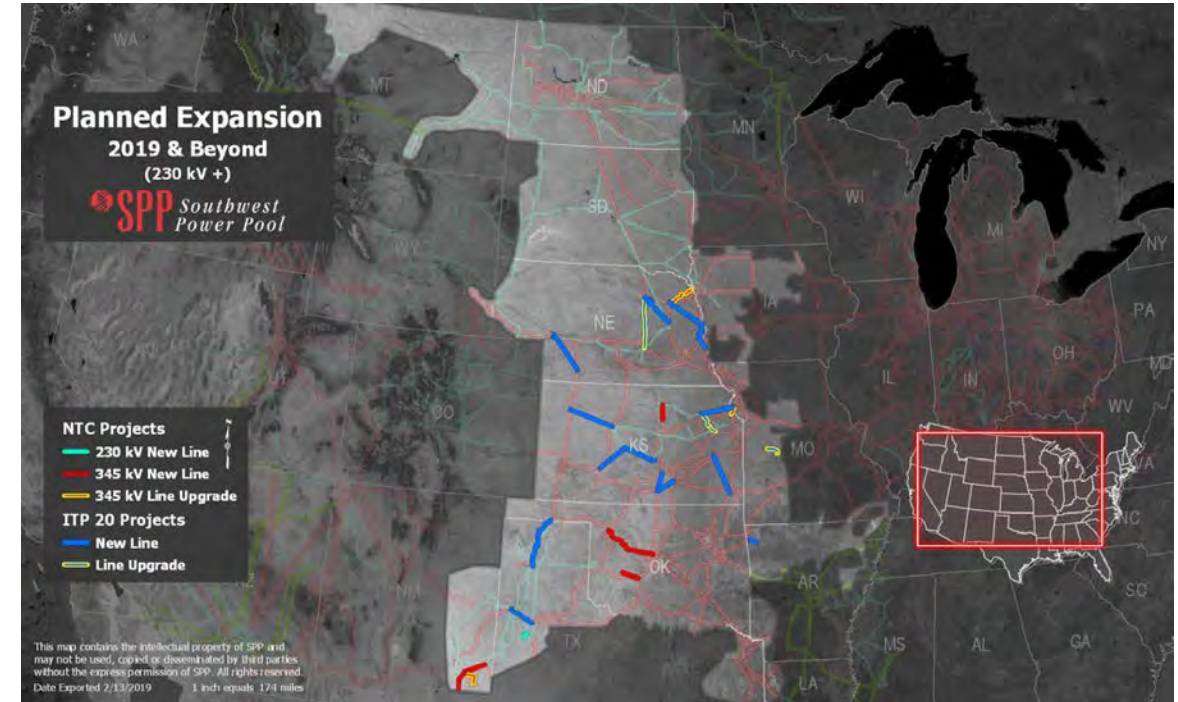 Planned Expansion
2019 & Beyond
(230 kV +)
SPP Southwest
Power Pool
NTC Projects
230 kV New Line
345 kV New Line
345 kV Line Upgrade
ITP 20 Projects
New Line
Line Upgrade
This map contains the intellectual property of SPP and
may not be used, copied or disseminated by third parties
without the express permission of SPP. All rights reserved.
Date Exported 2/13/2019 1 inch equals 174 miles
WA
MT
ND
MN
SD
WI
MI
NY
WY
IA
NE
PA
OH
IL
IN
MD
UT
CO
WV
KS
MO
VA
NC
OK
AR
SC
NM
TX
MS
AL
GA
LA